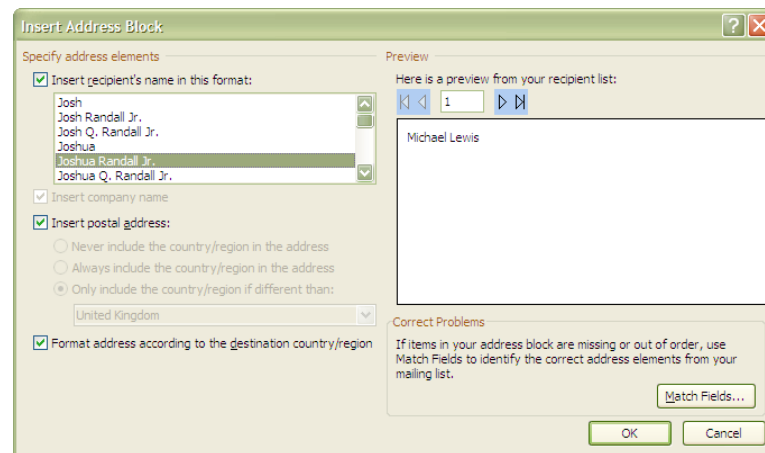 Insert Address Block
Specify address elements
Insert recipient's name in this format:
Josh
Josh Randall Jr.
Josh Q. Randall Jr.
Joshua
Joshua Randall Jr.
Joshua Q. Randall Jr.
Insert company name
Insert postal address:
Never include the country/region in the address
Always include the country/region in the address
Only include the country/region if different than:
United Kingdom
Format address according to the destination country/region
Preview
Here is a preview from your recipient list:
1
Michael Lewis
Correct Problems
If items in your address block are missing or out of order, use
Match Fields to identify the correct address elements from your
mailing list.
Match Fields...
OK
Cancel